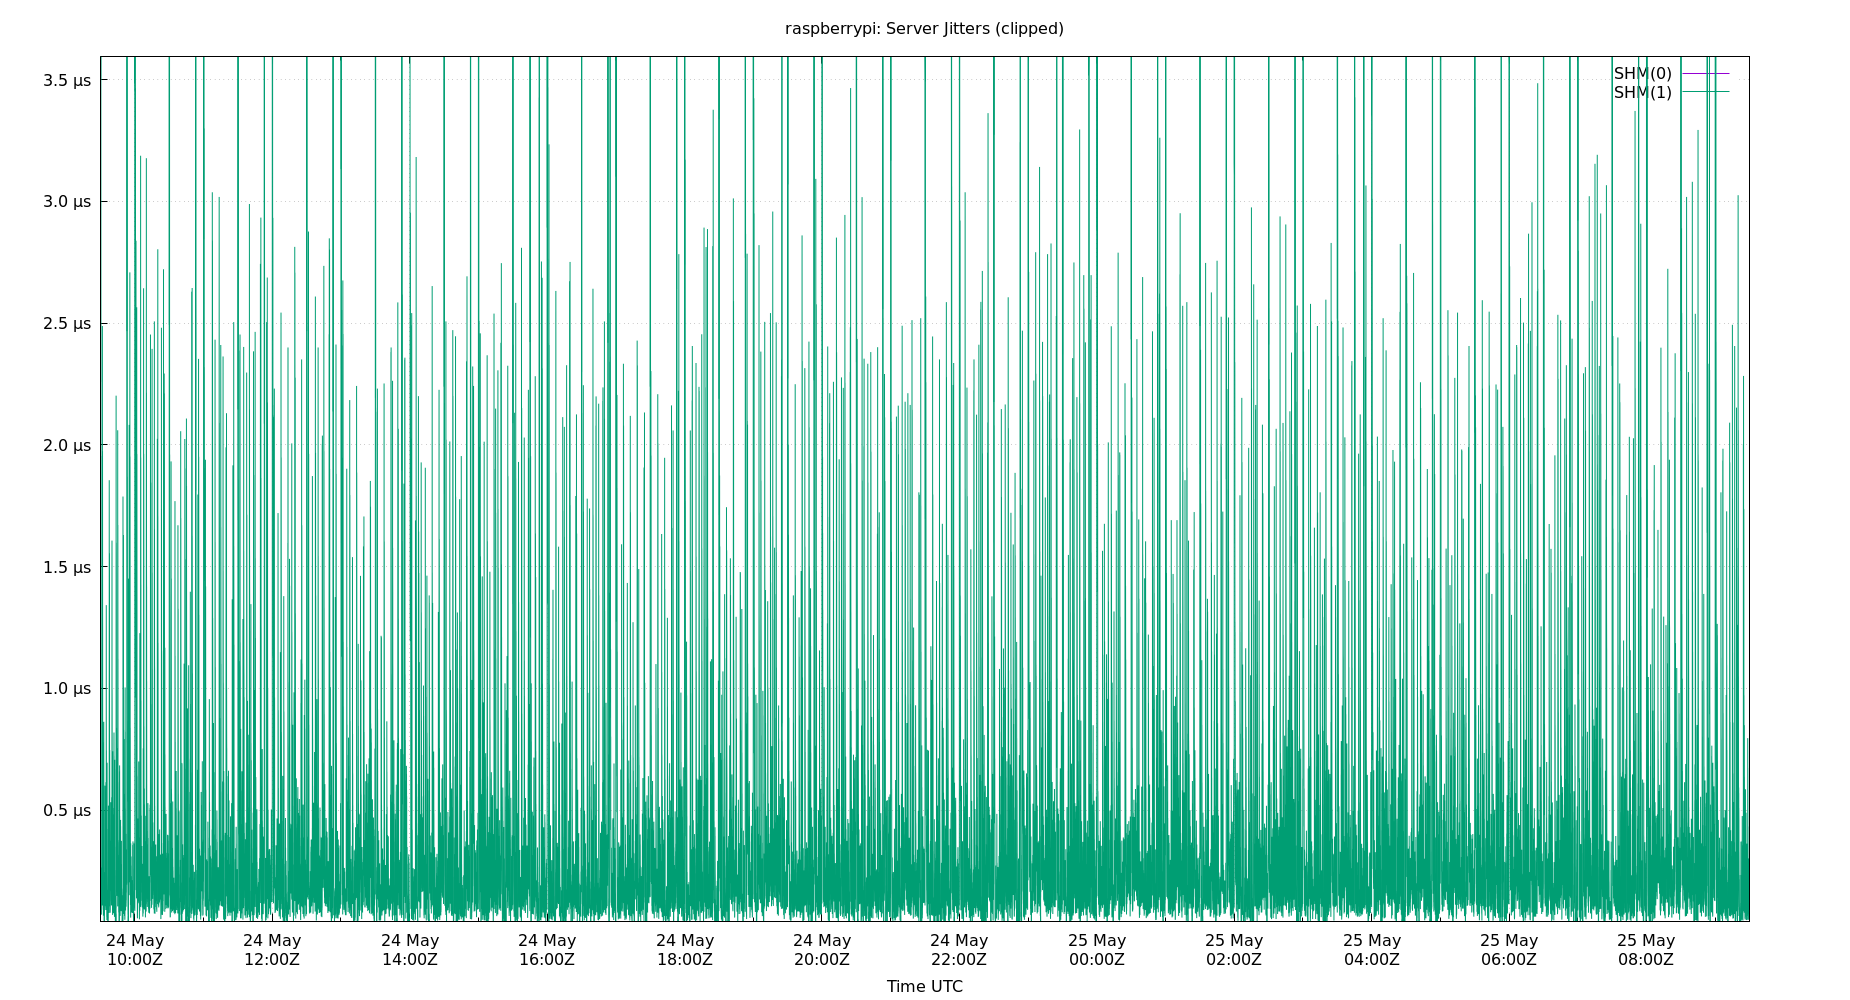 raspberrypi: Server Jitters (clipped)
3.5 µs
3.0 µs
2.5 µs
2.0 µs
1.5 µs
1.0 µs
0.5 µs
SHM(0)
SHM(1)
24 May 24 May 24 May 24 May 24 May 24 May 24 May 25 May 25 May 25 May 25 May 25 May
10:00Z 12:00Z 14:00Z 16:00Z 18:00Z 20:00Z 22:00Z 00:00Z 02:00Z 04:00Z 06:00Z 08:00Z
Time UTC